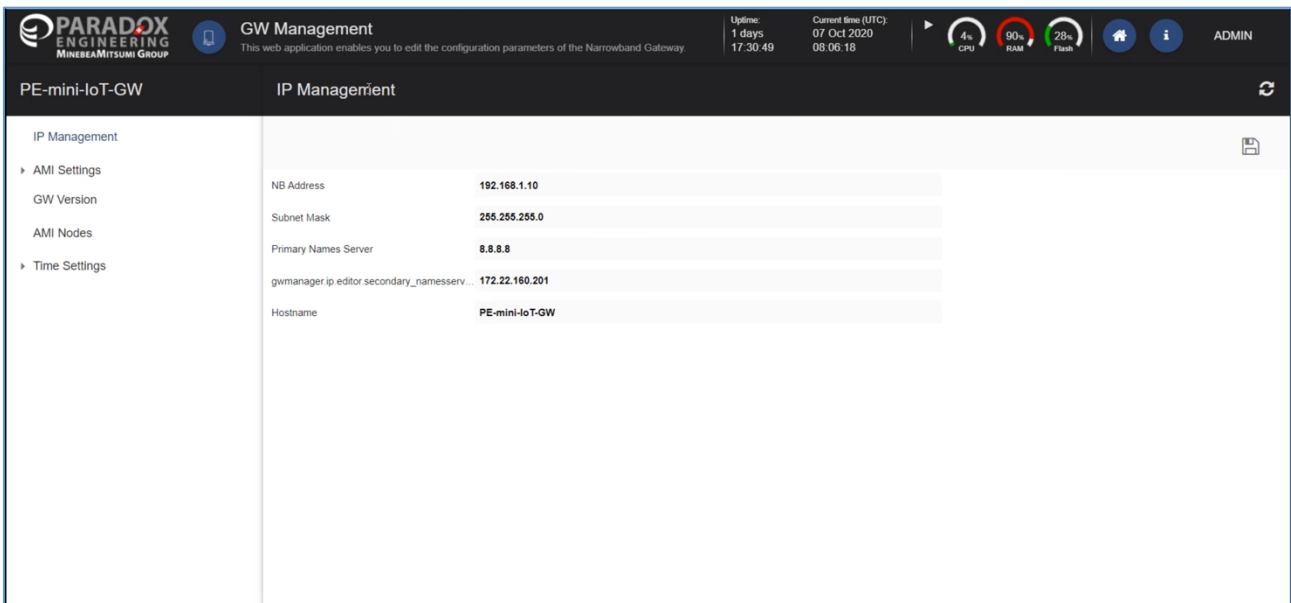 PARADOX
ENGINEERING
MINEBEAMITSUMI GROUP
GW Management
This web application enables you to edit the configuration parameters of the Narrowband Gateway.
Uptime:
1 days
17:30:49
Current time (UTC):
07 Oct 2020
08:06:18
4%
CPU
90%
RAM
28%
Flash
i
ADMIN
PE-mini-IoT-GW
IP Management
IP Management
AMI Settings
GW Version
AMI Nodes
Time Settings
NB Address 192.168.1.10
Subnet Mask 255.255.255.0
Primary Names Server 8.8.8.8
gwmanager.ip.editor.secondary_namesserv... 172.22.160.201
Hostname PE-mini-IoT-GW